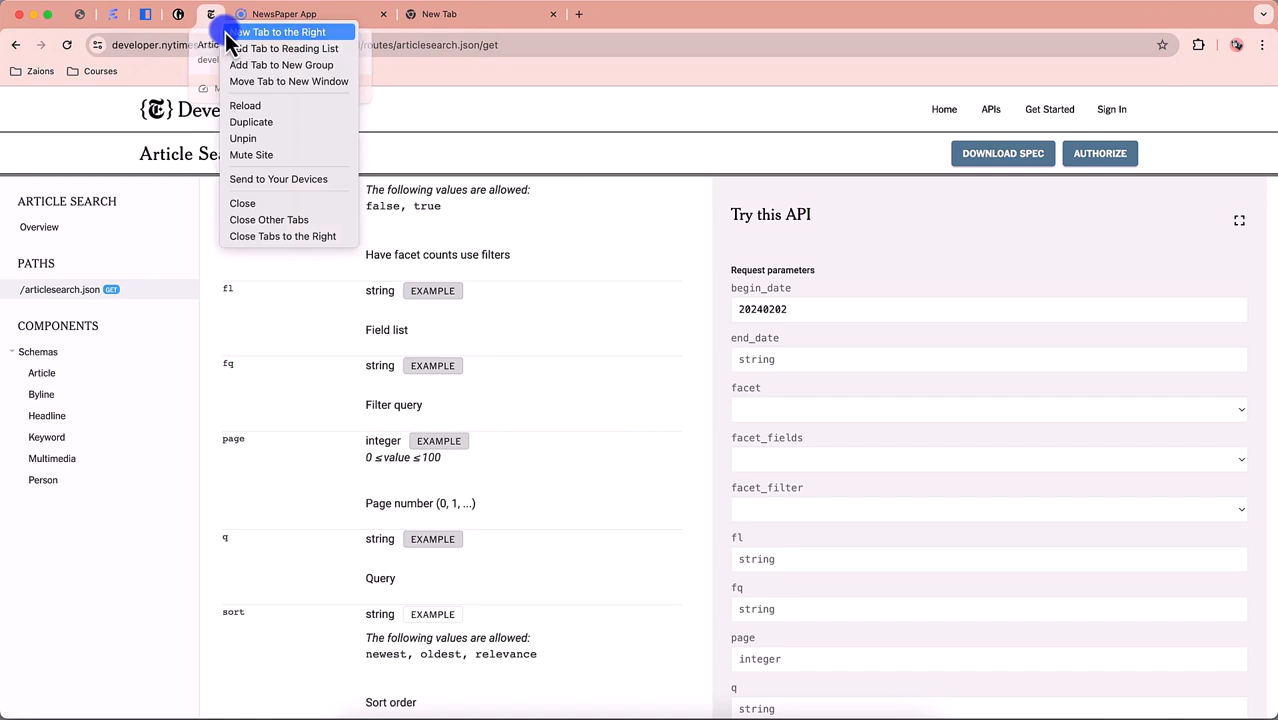 NewsPaper App
New Tab
New Tab to the Right
developer.nytimes
/routes/articlesearch.json/get
Add Tab to Reading List
Add Tab to New Group
Move Tab to New Window
Zaions
Courses
Reload
Duplicate
Unpin
Mute Site
Send to Your Devices
Close
Close Other Tabs
Close Tabs to the Right
Home
APIs
Get Started
Sign In
Article
DOWNLOAD SPEC
AUTHORIZE
ARTICLE SEARCH
Overview
PATHS
/articlesearch.json GET
COMPONENTS
Schemas
Article
Byline
Headline
Keyword
Multimedia
Person
The following values are allowed:
false, true
Have facet counts use filters
fl
string EXAMPLE
Field list
fq
string EXAMPLE
Filter query
page
integer EXAMPLE
0 ≤ value ≤ 100
Page number (0, 1, ...)
q
string EXAMPLE
Query
sort
string EXAMPLE
The following values are allowed:
newest, oldest, relevance
Sort order
Try this API
Request parameters
begin_date
20240202
end_date
string
facet
facet_fields
facet_filter
fl
string
fq
string
page
integer
q
string